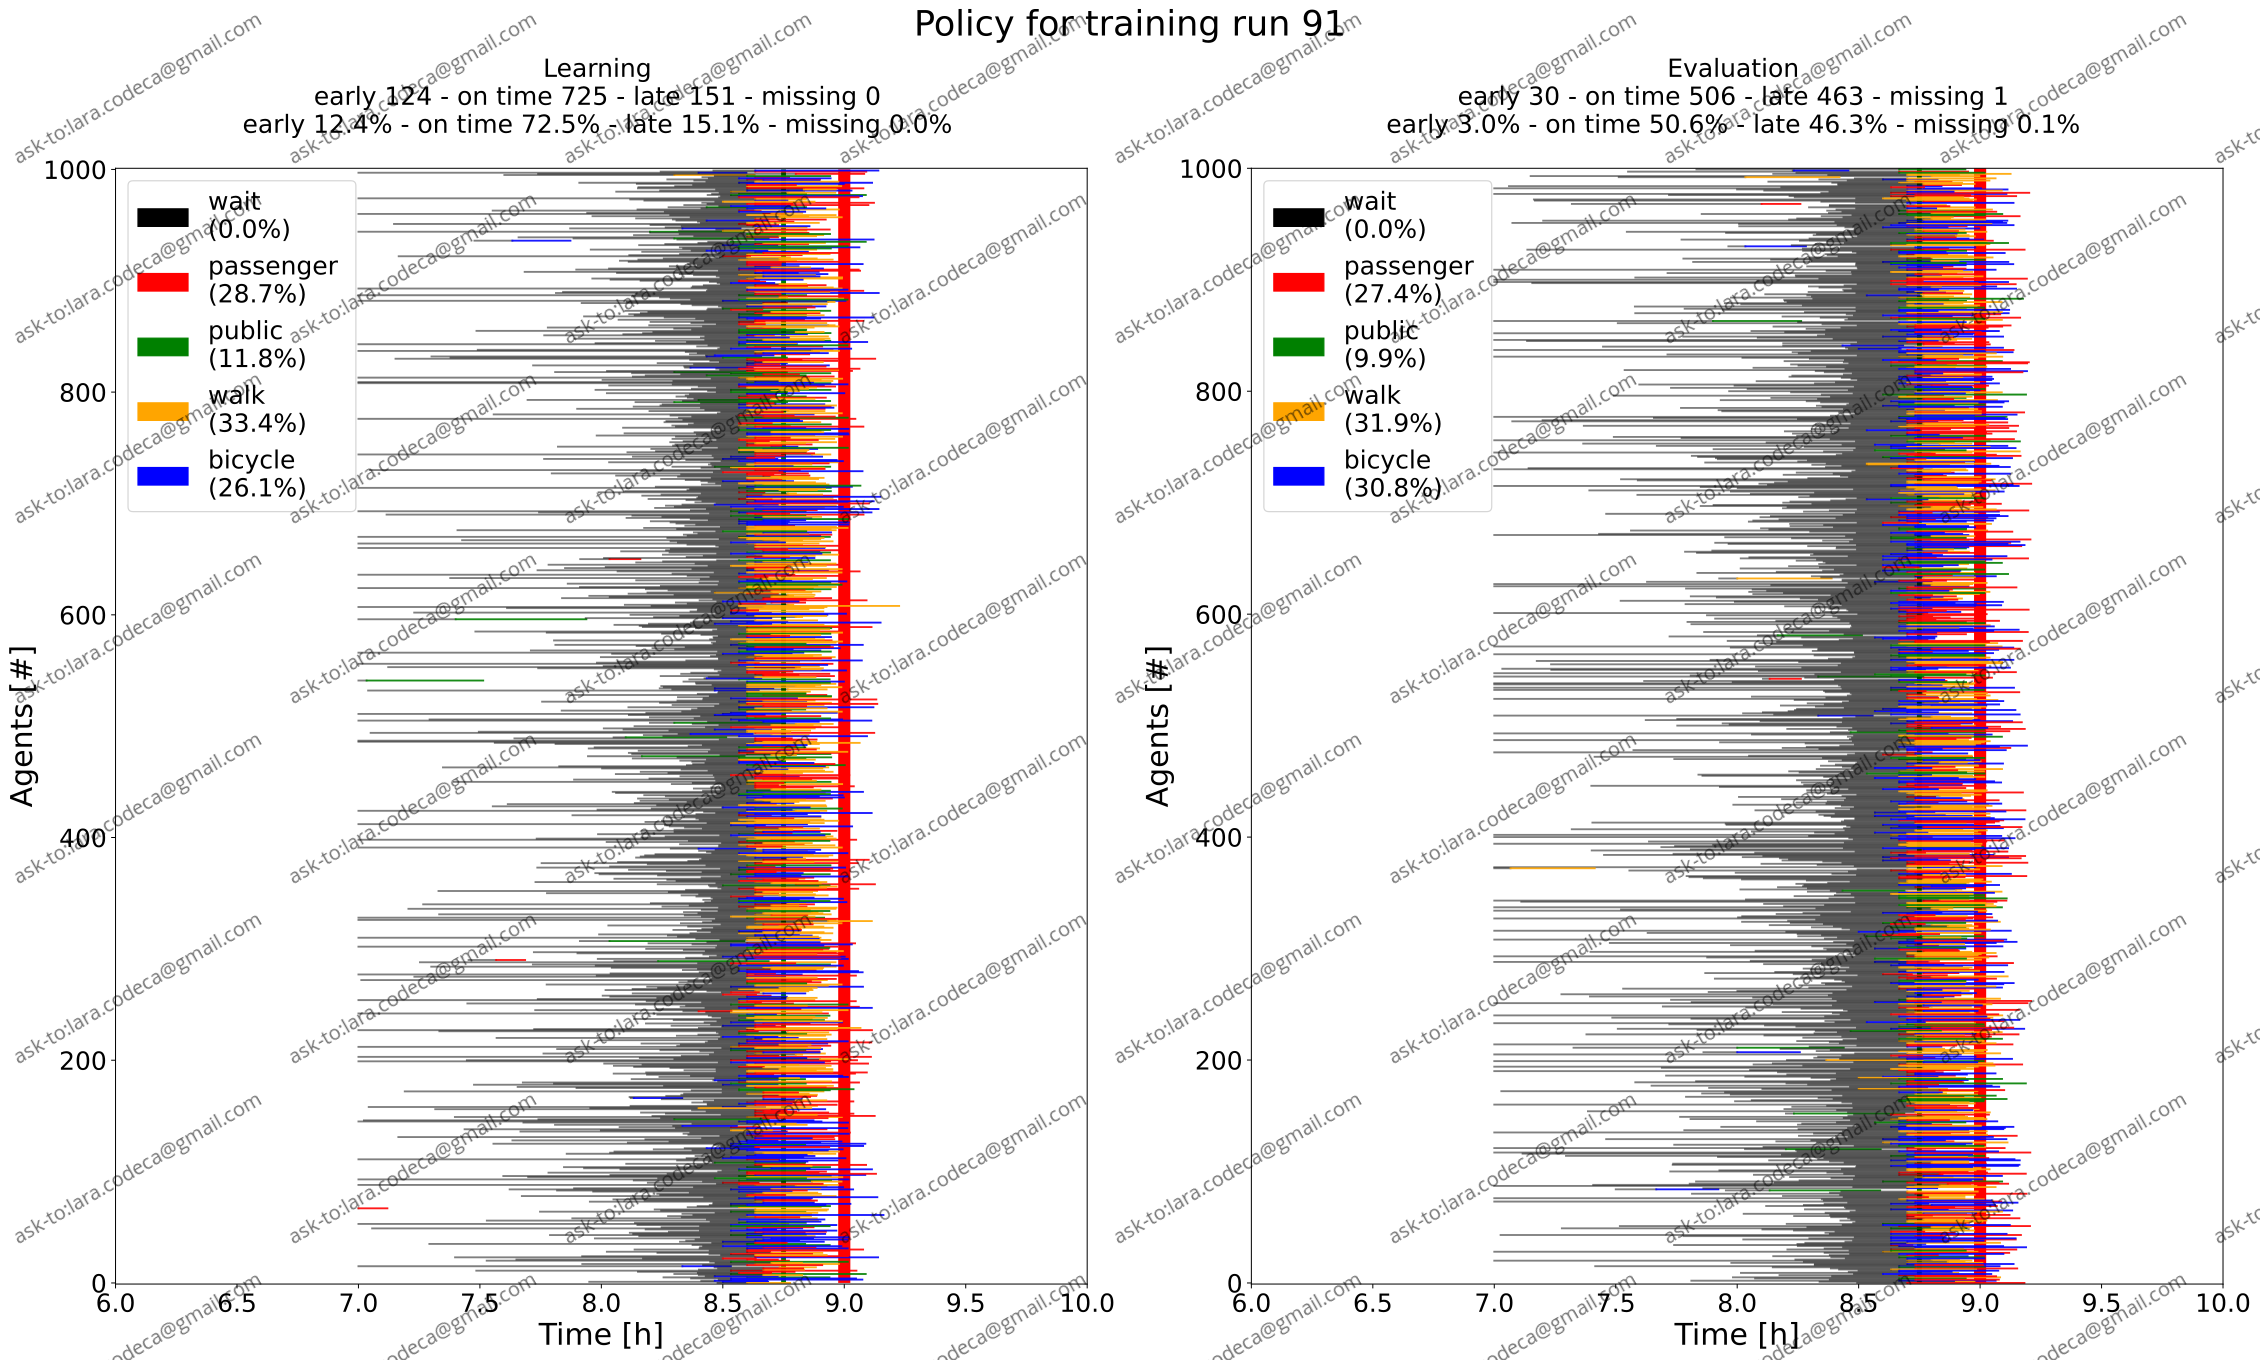 Policy for training run 91
Learning
early 124 - on time 725 - late 151 - missing 0
early 12.4% - on time 72.5% - late 15.1% - missing 0.0%
1000
800
600
400
200
0
Agents [#]
wait
(0.0%)
passenger
(28.7%)
public
(11.8%)
walk
(33.4%)
bicycle
(26.1%)
6.0 6.5 7.0 7.5 8.0 8.5 9.0 9.5 10.0
Time [h]
Evaluation
early 30 - on time 506 - late 463 - missing 1
early 3.0% - on time 50.6% - late 46.3% - missing 0.1%
1000
800
600
400
200
0
Agents [#]
wait
(0.0%)
passenger
(27.4%)
public
(9.9%)
walk
(31.9%)
bicycle
(30.8%)
6.0 6.5 7.0 7.5 8.0 8.5 9.0 9.5 10.0
Time [h]
ask-to:lara.codeca@gmail.com